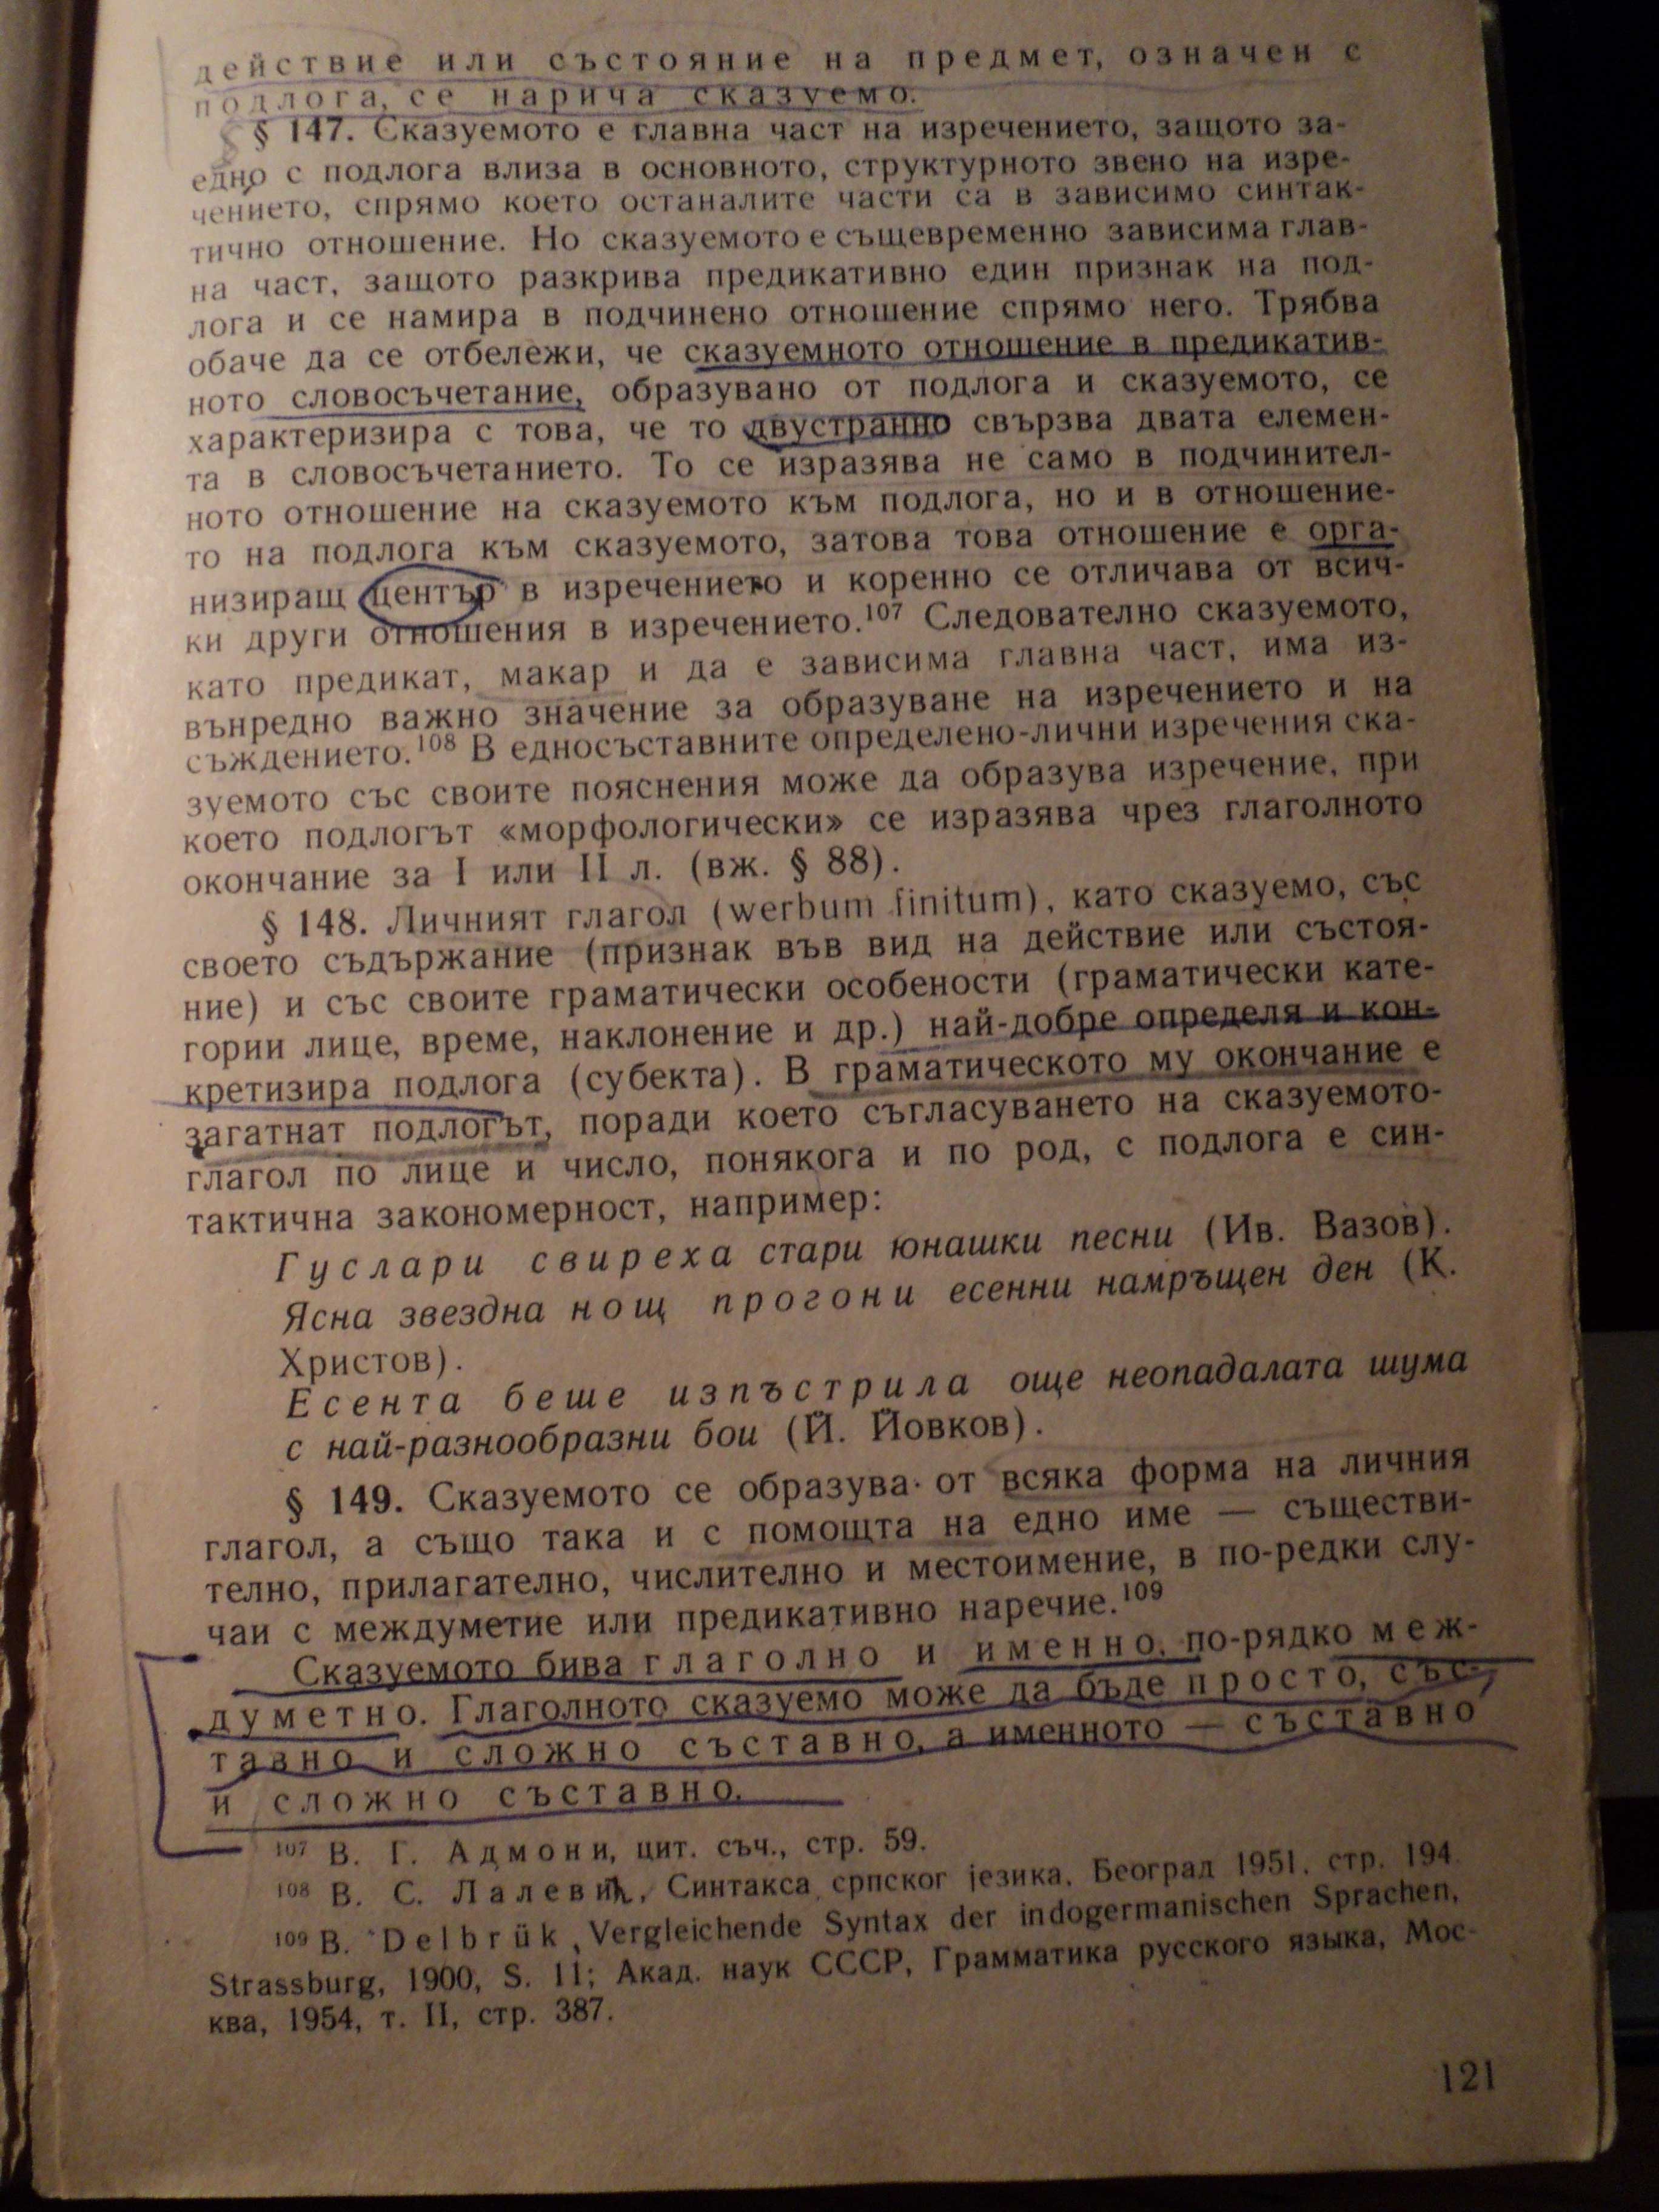 действие или състояние на предмет, означен с
подлога, се нарича сказуемо.
§ 147. Сказуемото е главна част на изречението, защото за-
едно с подлога влиза в основното, структурното звено на изре-
чението, спрямо което останалите части са в зависимо синтак-
тично отношение. Но сказуемото е същевременно зависима глав-
на част, защото разкрива предикативно един признак на под-
лога и се намира в подчинено отношение спрямо него. Трябва
обаче да се отбележи, че сказуемното отношение в предикатив-
ното словосъчетание, образувано от подлога и сказуемото, се
характеризира с това, че то двустранно свързва двата елемен-
та в словосъчетанието. То се изразява не само в подчинител-
ното отношение на сказуемото към подлога, но и в отношение-
то на подлога към сказуемото, затова това отношение е орга-
низиращ център в изречението и коренно се отличава от всич-
ки други отношения в изречението.107 Следователно сказуемото,
като предикат, макар и да е зависима главна част, има из-
вънредно важно значение за образуване на изречението и на
съждението.108 В едносъставните определено-лични изречения ска-
зуемото със своите пояснения може да образува изречение, при
което подлогът «морфологически» се изразява чрез глаголното
окончание за I или II л. (вж. § 88).
§ 148. Личният глагол (werbum finitum), като сказуемо, със
своето съдържание (признак във вид на действие или състоя-
ние) и със своите граматически особености (граматически кате-
гории лице, време, наклонение и др.) най-добре определя и кон-
кретизира подлога (субекта). В граматическото му окончание е
загатнат подлогът, поради което съгласуването на сказуемото-
глагол по лице и число, понякога и по род, с подлога е син-
тактична закономерност, например:
Гуслари свиреха стари юнашки песни (Ив. Вазов).
Ясна звездна нощ прогони есенни намръщен ден (К.
Христов).
Есента беше изпъстрила още неопадалата шума
с най-разнообразни бои (Й. Йовков).
§ 149. Сказуемото се образува от всяка форма на личния
глагол, а също така и с помощта на едно име — съществи-
телно, прилагателно, числително и местоимение, в по-редки слу-
чаи с междуметие или предикативно наречие.109
Сказуемото бива глаголно и именно, по-рядко меж-
думетно. Глаголното сказуемо може да бъде просто, със-
тавно и сложно съставно, а именното — съставно
и сложно съставно.
107 В. Г. Адмони, цит. съч., стр. 59.
108 В. С. Лалевић, Синтакса српског језика, Београд 1951, стр. 194.
109 B. Delbrük, Vergleichende Syntax der indogermanischen Sprachen,
Strassburg, 1900, S. 11; Акад. наук СССР, Грамматика русского языка, Мос-
ква, 1954, т. II, стр. 387.
121